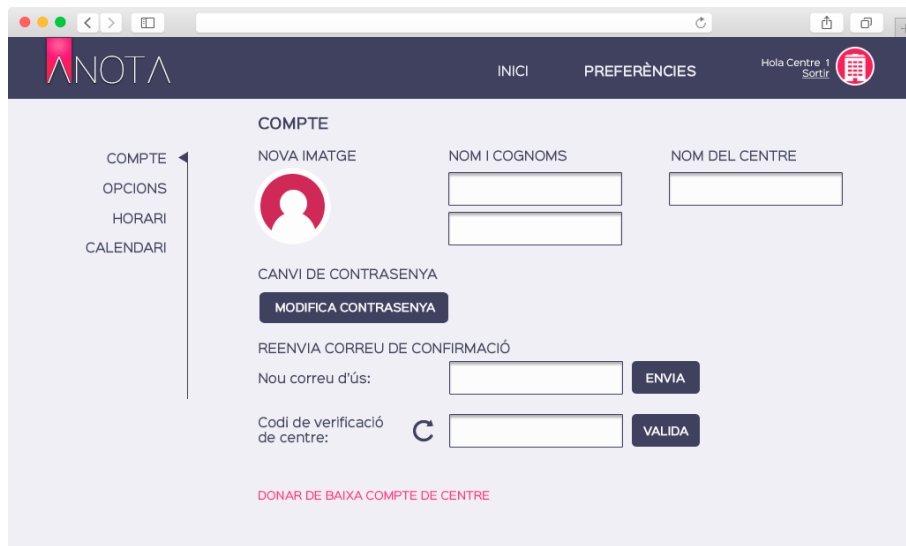 ANOTA
INICI
PREFERÈNCIES
Hola Centre 1
Sortir
COMPTE
OPCIONS
HORARI
CALENDARI
COMPTE
NOVA IMATGE
NOM I COGNOMS
NOM DEL CENTRE
CANVI DE CONTRASENYA
MODIFICA CONTRASENYA
REENVIA CORREU DE CONFIRMACIÓ
Nou correu d'ús:
ENVIA
Codi de verificació
de centre:
VALIDA
DONAR DE BAIXA COMPTE DE CENTRE